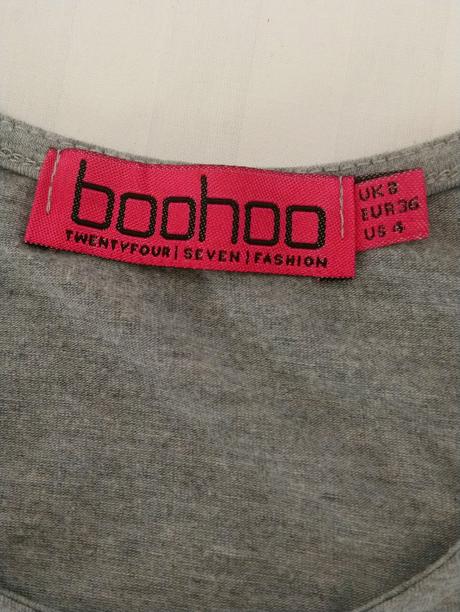 boohoo
TWENTYFOUR | SEVEN | FASHION
UK 8
EUR 36
US 4